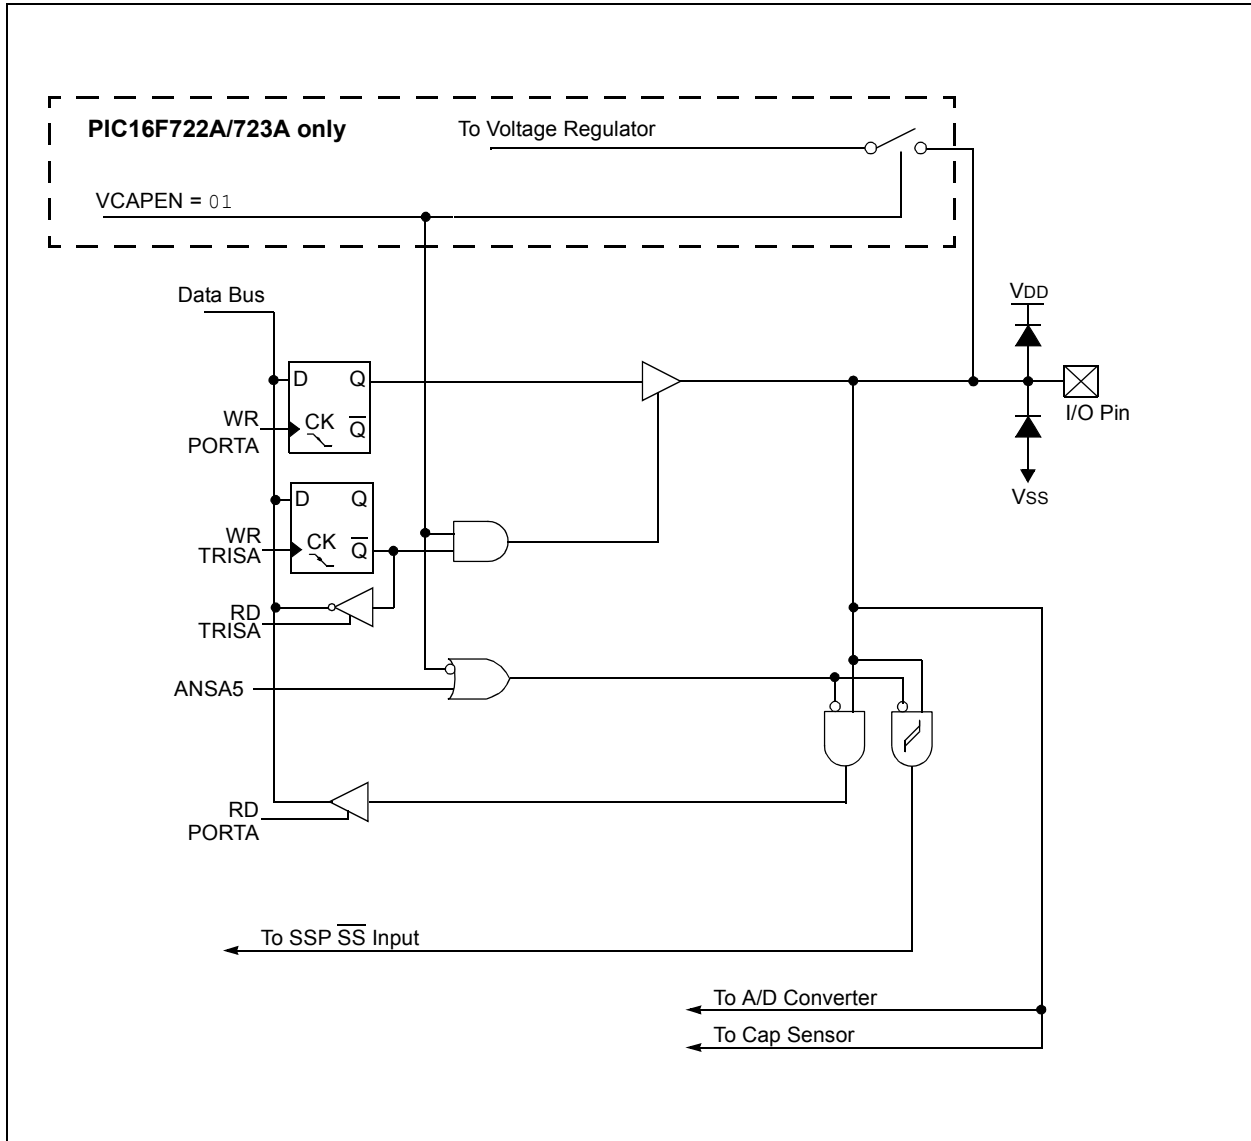 PIC16F722A/723A only
To Voltage Regulator
VCAPEN = 01
Data Bus
VDD
D Q
WR
PORTA
CK Q
I/O Pin
D Q
VSS
WR
TRISA
CK Q
RD
TRISA
ANSA5
RD
PORTA
To SSP SS Input
To A/D Converter
To Cap Sensor